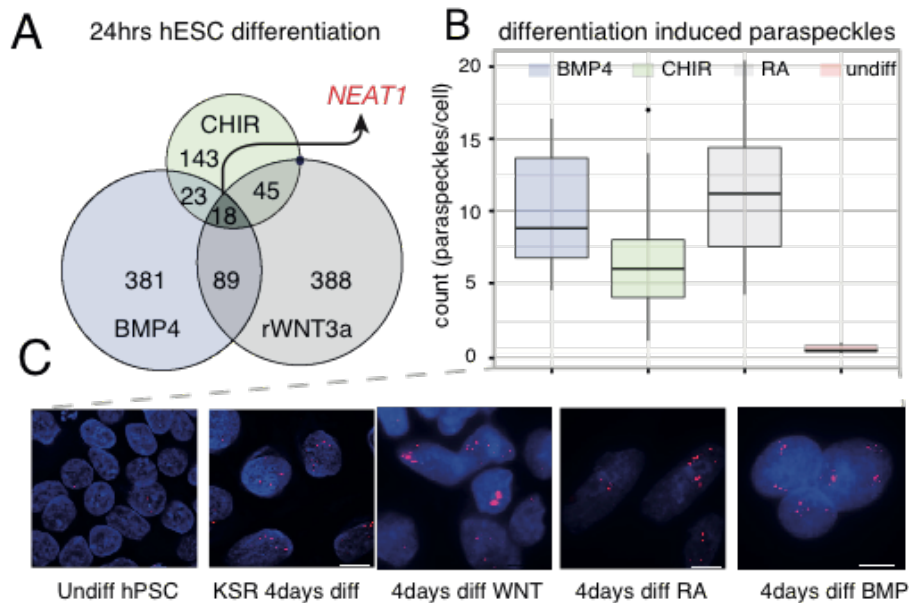 A 24hrs hESC differentiation
NEAT1
CHIR
143
23
45
18
381
89
388
BMP4
rWNT3a
B differentiation induced paraspeckles
BMP4 CHIR RA undiff
count (paraspeckles/cell)
20
15
10
5
0
C
Undiff hPSC KSR 4days diff 4days diff WNT 4days diff RA 4days diff BMP